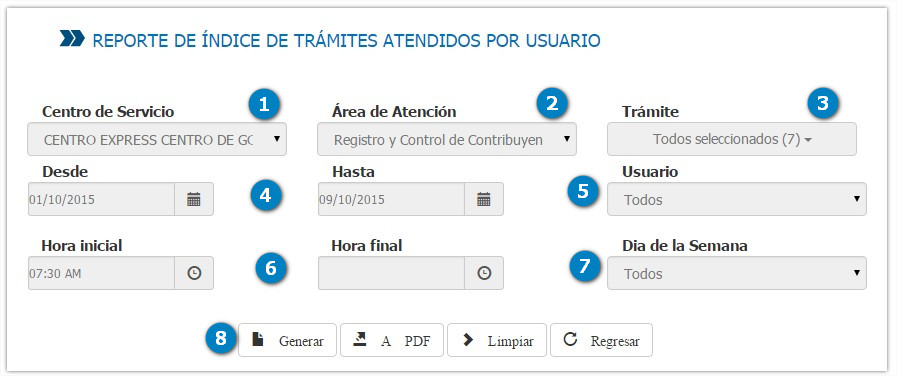 REPORTE DE ÍNDICE DE TRÁMITES ATENDIDOS POR USUARIO
1 2 3
Centro de Servicio Área de Atención Trámite
CENTRO EXPRESS CENTRO DE GO Registro y Control de Contribuyen Todos seleccionados (7)
Desde Hasta Usuario
01/10/2015 4 09/10/2015 5 Todos
Hora inicial Hora final Dia de la Semana
07:30 AM 6 7 Todos
8 Generar A PDF Limpiar Regresar